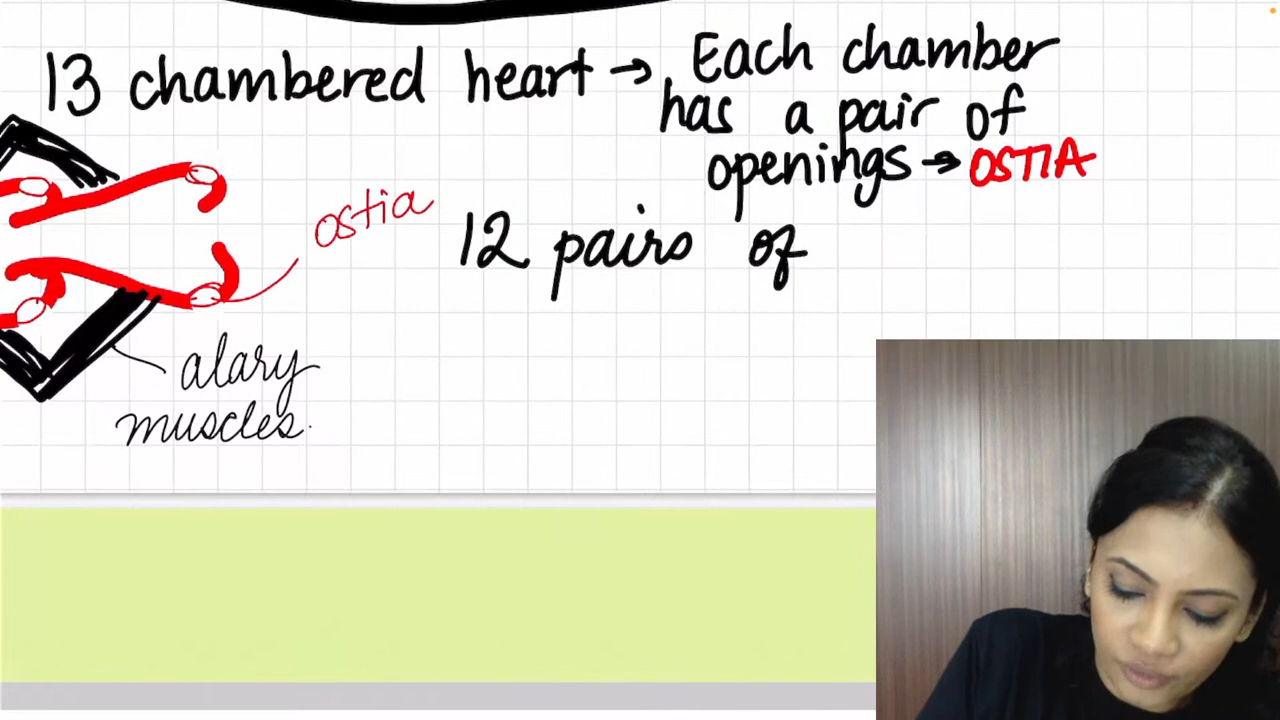 13 chambered heart → Each chamber
has a pair of
openings → OSTIA
ostia
12 pairs of
alary
muscles.